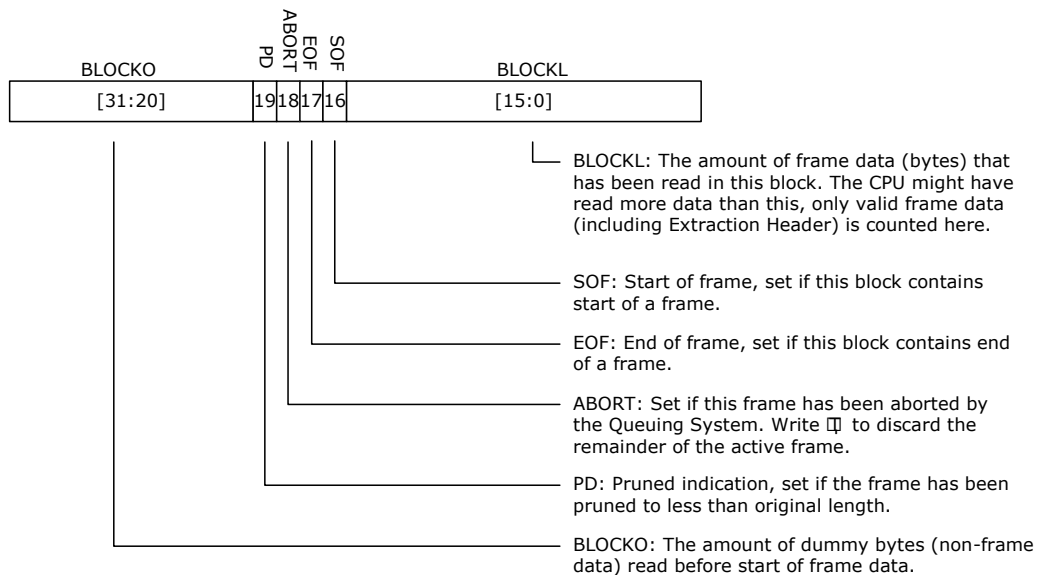 BLOCKO PD ABORT EOF SOF BLOCKL
[31:20] 19 18 17 16 [15:0]
BLOCKL: The amount of frame data (bytes) that
has been read in this block. The CPU might have
read more data than this, only valid frame data
(including Extraction Header) is counted here.
SOF: Start of frame, set if this block contains
start of a frame.
EOF: End of frame, set if this block contains end
of a frame.
ABORT: Set if this frame has been aborted by
the Queuing System. Write to discard the
remainder of the active frame.
PD: Pruned indication, set if the frame has been
pruned to less than original length.
BLOCKO: The amount of dummy bytes (non-frame
data) read before start of frame data.